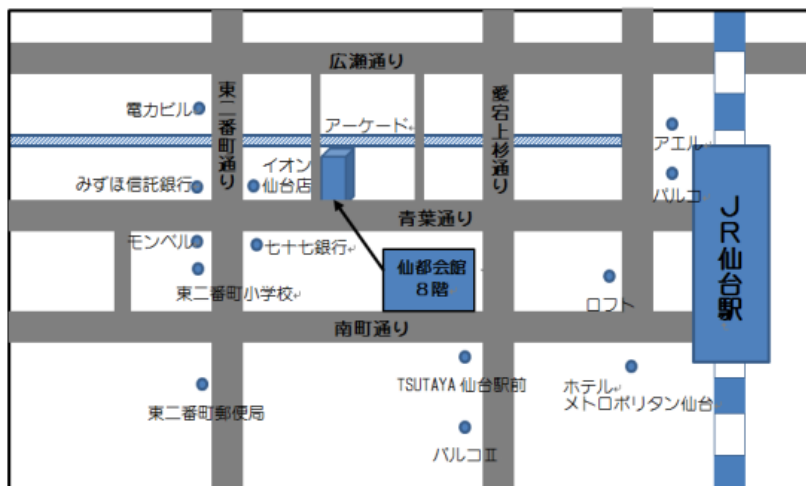 広瀬通り
東二番町通り
愛宕上杉通り
電力ビル
アーケード
アエル
イオン
仙台店
みずほ信託銀行
パルコ
青葉通り
JR仙台駅
モンベル
七十七銀行
仙都会館
8階
東二番町小学校
ロフト
南町通り
TSUTAYA 仙台駅前
ホテル
メトロポリタン仙台
東二番町郵便局
パルコⅡ